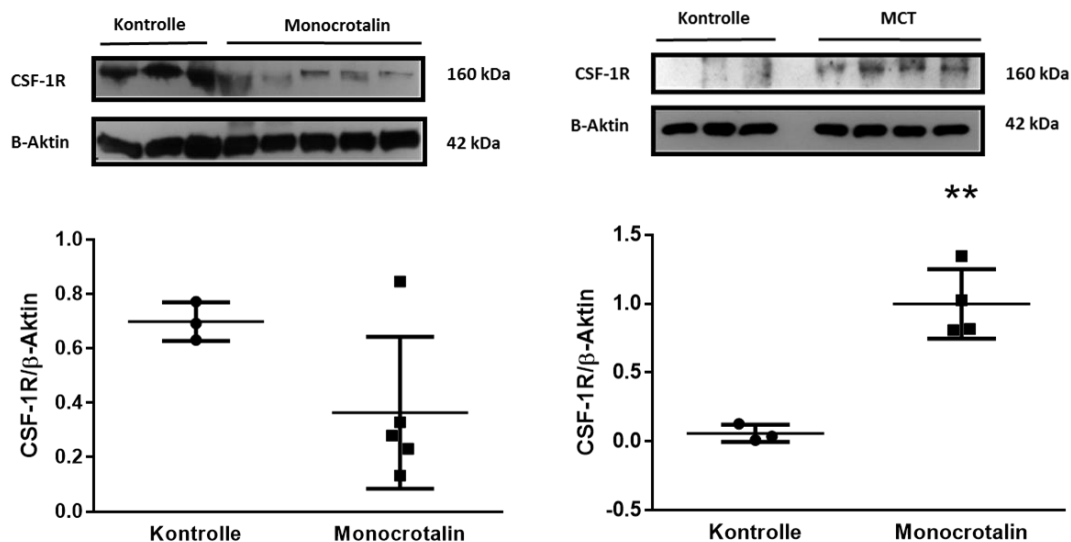 Kontrolle Monocrotalin
CSF-1R 160 kDa
B-Aktin 42 kDa
CSF-1R/β-Aktin
1.0
0.8
0.6
0.4
0.2
0.0
Kontrolle Monocrotalin
Kontrolle MCT
CSF-1R 160 kDa
B-Aktin 42 kDa
**
CSF-1R/β-Aktin
1.5
1.0
0.5
0.0
-0.5
Kontrolle Monocrotalin